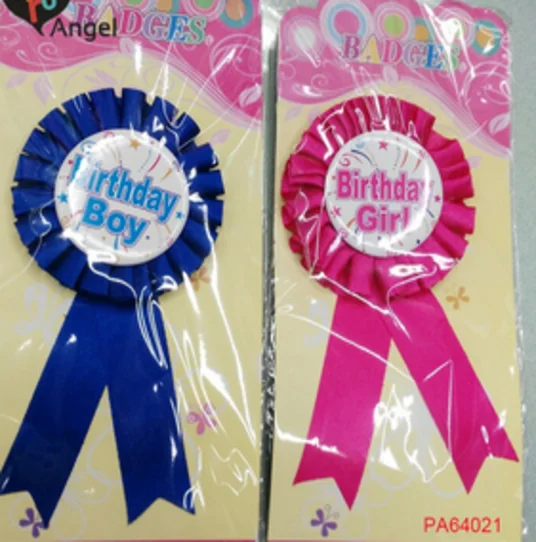 Angel
BADGES
BADGES
Birthday
Boy
Birthday
Girl
PA64021